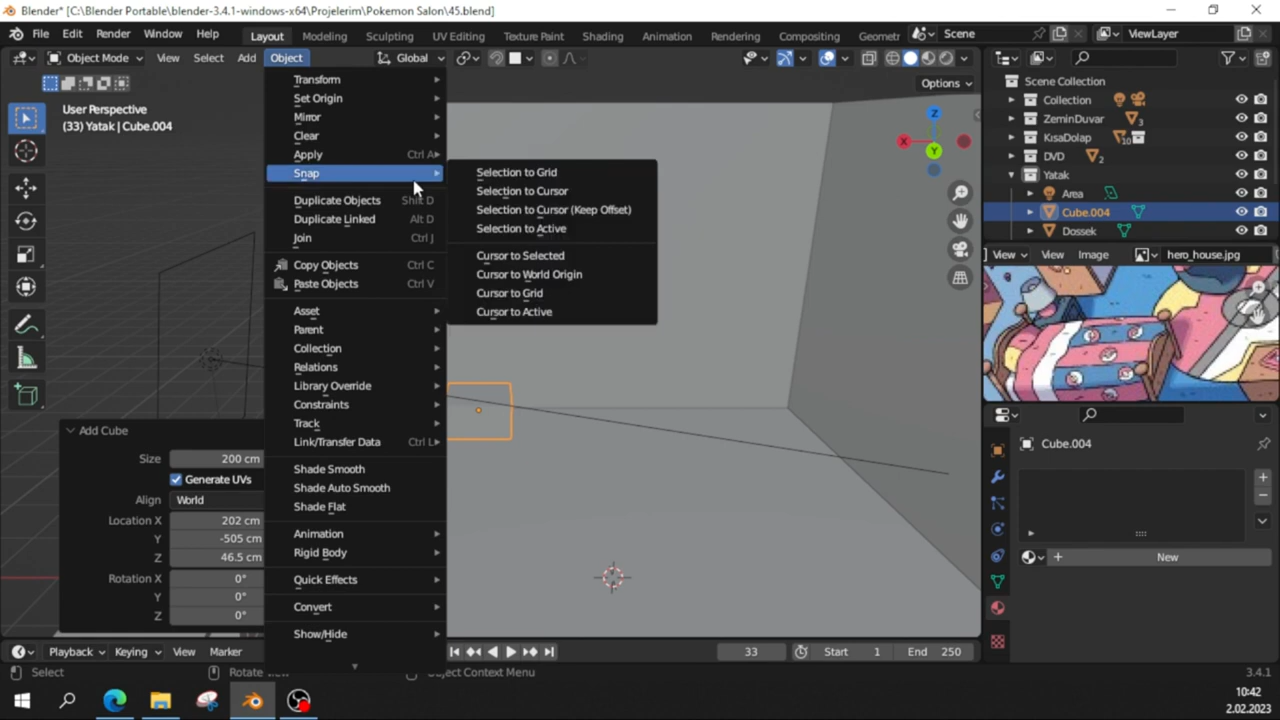 Blender* [C:\Blender Portable\blender-3.4.1-windows-x64\Projelerim\Pokemon Salon\45.blend]
File Edit Render Window Help Layout Modeling Sculpting UV Editing Texture Paint Shading Animation Rendering Compositing Geometr Scene ViewLayer
Object Mode View Select Add Object Global
Options
User Perspective
(33) Yatak | Cube.004
Z
X
Y
Transform
Set Origin
Mirror
Clear
Apply Ctrl A
Snap
Duplicate Objects Shift D
Duplicate Linked Alt D
Join Ctrl J
Copy Objects Ctrl C
Paste Objects Ctrl V
Asset
Parent
Collection
Relations
Library Override
Constraints
Track
Link/Transfer Data Ctrl L
Shade Smooth
Shade Auto Smooth
Shade Flat
Animation
Rigid Body
Quick Effects
Convert
Show/Hide
Selection to Grid
Selection to Cursor
Selection to Cursor (Keep Offset)
Selection to Active
Cursor to Selected
Cursor to World Origin
Cursor to Grid
Cursor to Active
Add Cube
Size 200 cm
Generate UVs
Align World
Location X 202 cm
Y -505 cm
Z 46.5 cm
Rotation X 0°
Y 0°
Z 0°
Scene Collection
Collection
ZeminDuvar 3
KısaDolap 10
DVD 2
Yatak
Area
Cube.004
Dossek
View View Image hero_house.jpg
Cube.004
New
Playback Keying View Marker 33 Start 1 End 250
Select Rotate View Object Context Menu 3.4.1
10:42
2.02.2023